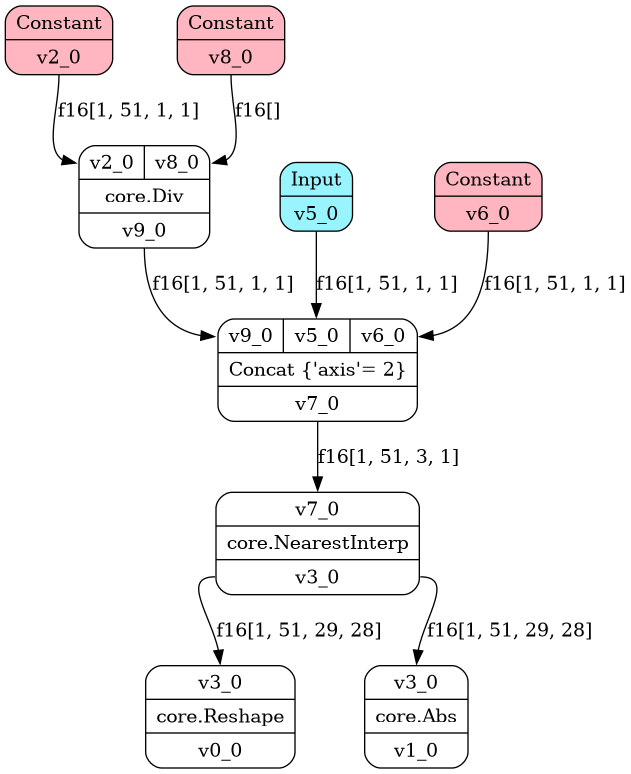 Constant
v2_0
Constant
v8_0
f16[1, 51, 1, 1]
f16[]
v2_0 v8_0
core.Div
v9_0
Input
v5_0
Constant
v6_0
f16[1, 51, 1, 1]
f16[1, 51, 1, 1]
f16[1, 51, 1, 1]
v9_0 v5_0 v6_0
Concat {'axis'= 2}
v7_0
f16[1, 51, 3, 1]
v7_0
core.NearestInterp
v3_0
f16[1, 51, 29, 28]
f16[1, 51, 29, 28]
v3_0
core.Reshape
v0_0
v3_0
core.Abs
v1_0